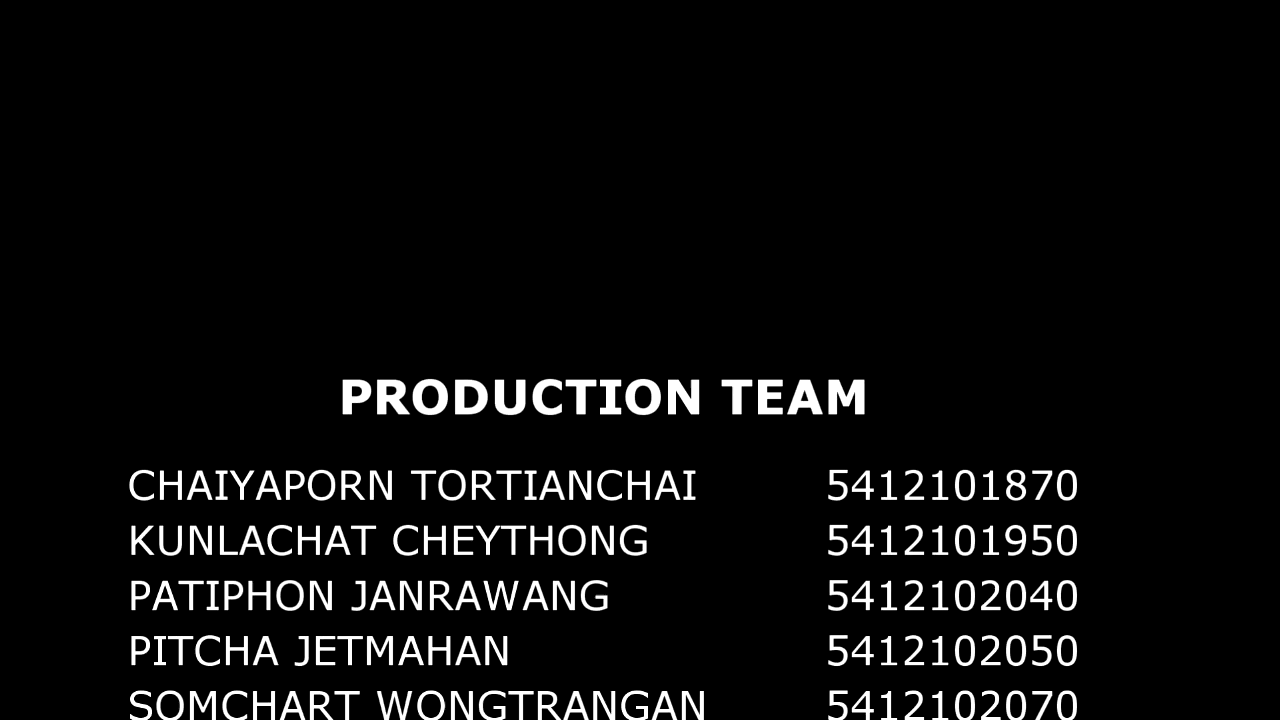 PRODUCTION TEAM
CHAIYAPORN TORTIANCHAI 5412101870
KUNLACHAT CHEYTHONG 5412101950
PATIPHON JANRAWANG 5412102040
PITCHA JETMAHAN 5412102050
SOMCHART WONGTRANGAN 5412102070